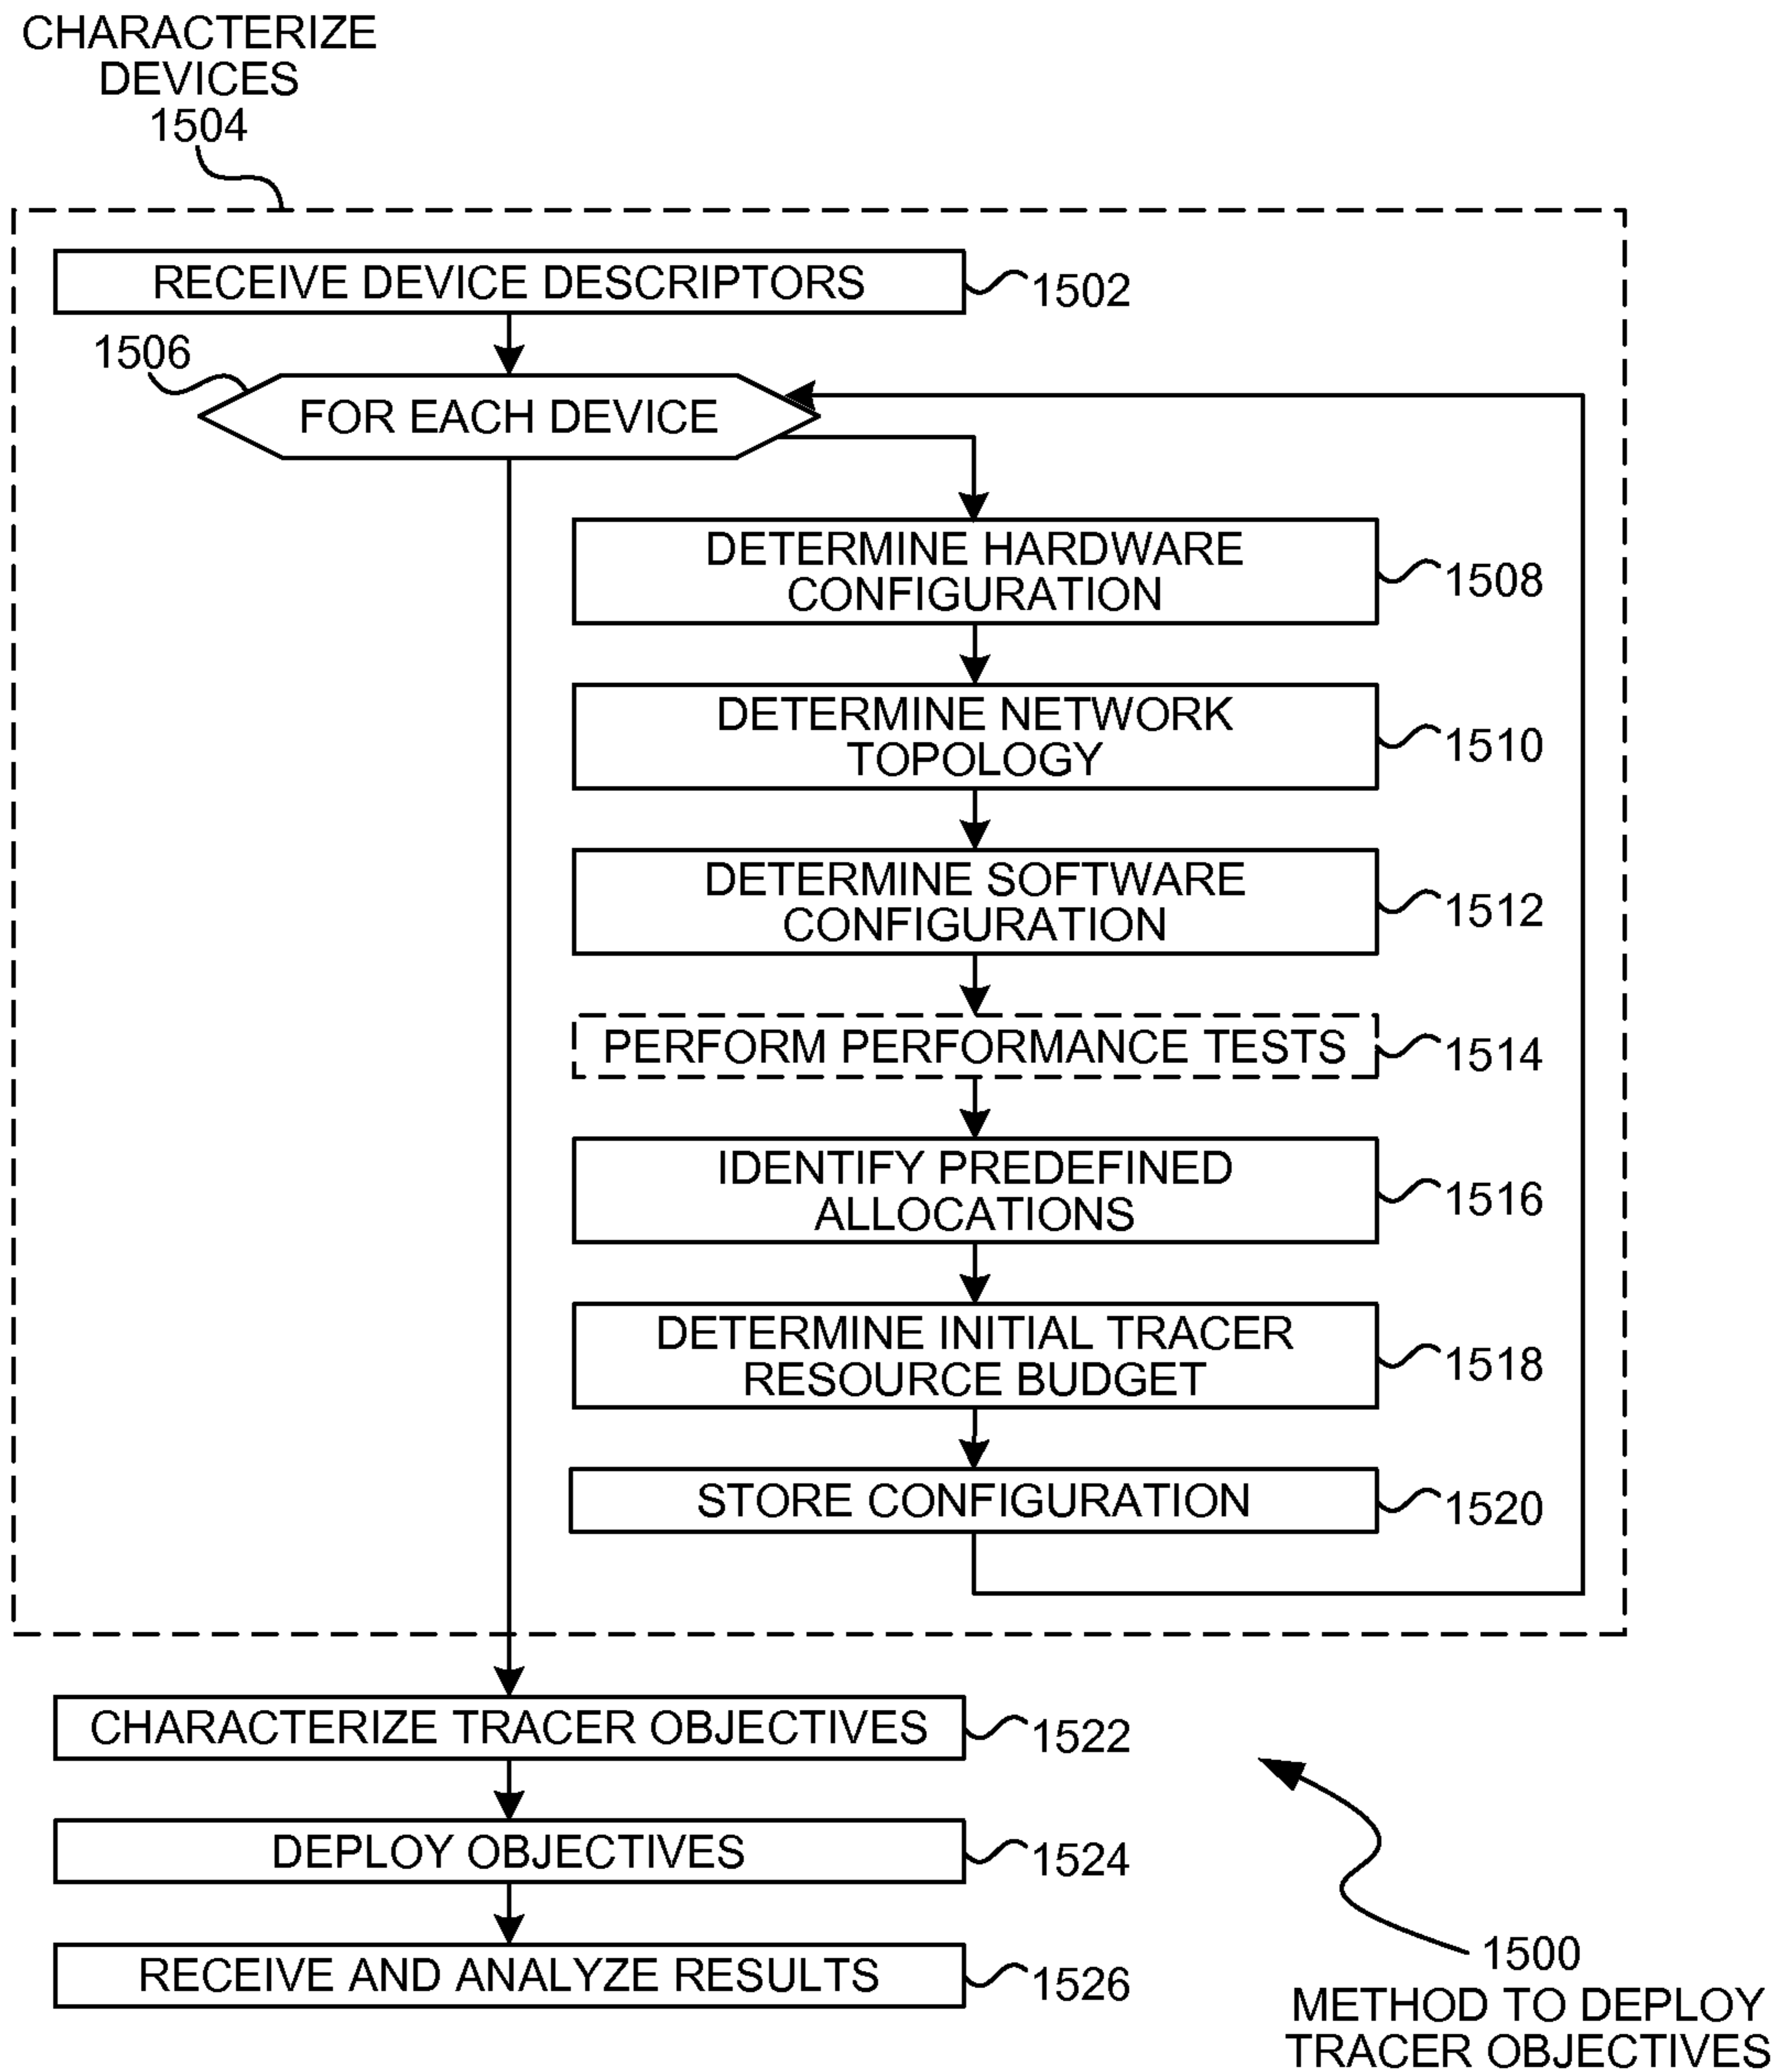 CHARACTERIZE
DEVICES
1504
RECEIVE DEVICE DESCRIPTORS
1502
1506
FOR EACH DEVICE
DETERMINE HARDWARE
CONFIGURATION
1508
DETERMINE NETWORK
TOPOLOGY
1510
DETERMINE SOFTWARE
CONFIGURATION
1512
PERFORM PERFORMANCE TESTS
1514
IDENTIFY PREDEFINED
ALLOCATIONS
1516
DETERMINE INITIAL TRACER
RESOURCE BUDGET
1518
STORE CONFIGURATION
1520
CHARACTERIZE TRACER OBJECTIVES
1522
DEPLOY OBJECTIVES
1524
RECEIVE AND ANALYZE RESULTS
1526
1500
METHOD TO DEPLOY
TRACER OBJECTIVES